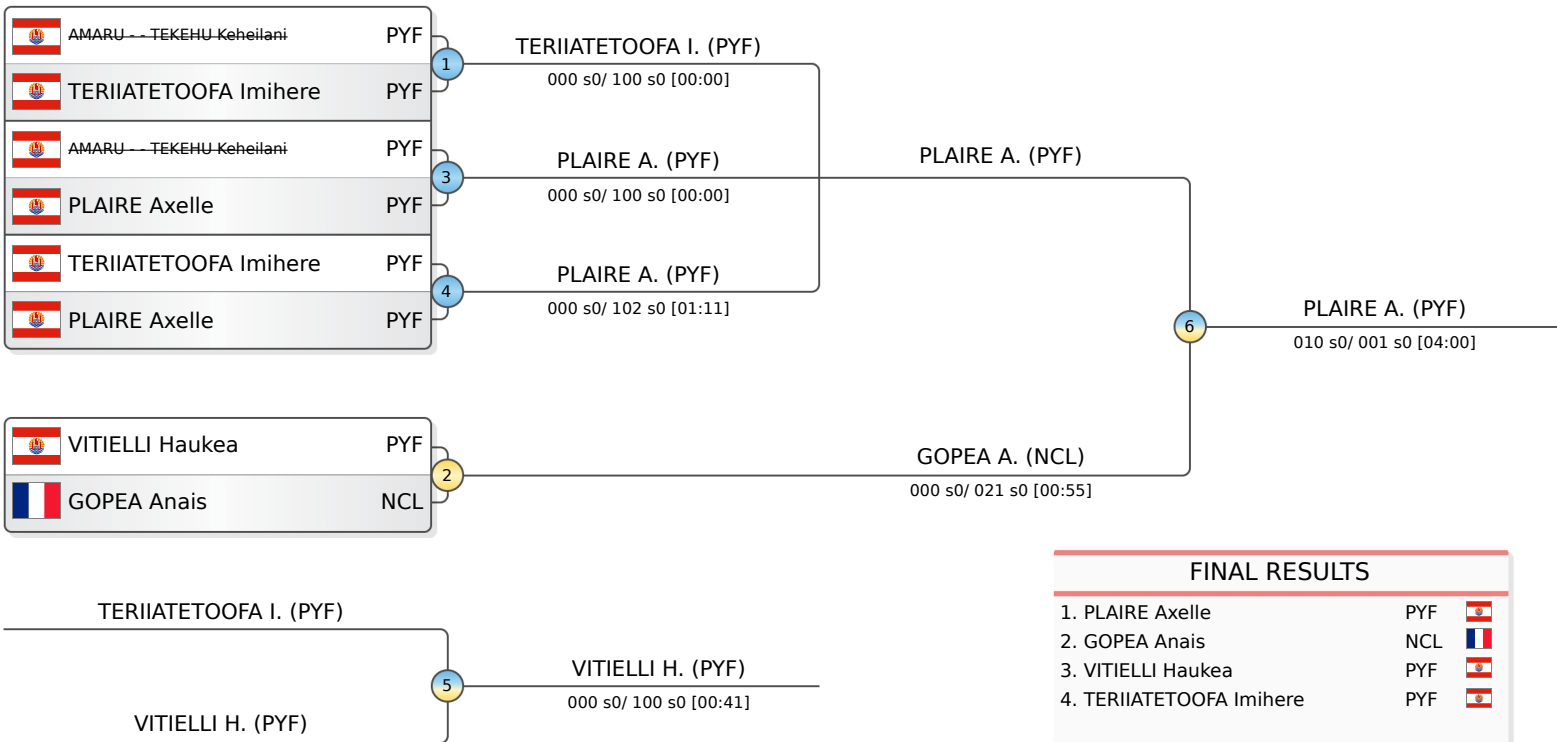 AMARU - - TEKEHU Keheilani PYF
TERIIATETOOFA Imihere PYF
1
TERIIATETOOFA I. (PYF)
000 s0/ 100 s0 [00:00]
AMARU - - TEKEHU Keheilani PYF
PLAIRE Axelle PYF
3
PLAIRE A. (PYF)
000 s0/ 100 s0 [00:00]
TERIIATETOOFA Imihere PYF
PLAIRE Axelle PYF
4
PLAIRE A. (PYF)
000 s0/ 102 s0 [01:11]
PLAIRE A. (PYF)
VITIELLI Haukea PYF
GOPEA Anais NCL
2
GOPEA A. (NCL)
000 s0/ 021 s0 [00:55]
6
PLAIRE A. (PYF)
010 s0/ 001 s0 [04:00]
TERIIATETOOFA I. (PYF)
VITIELLI H. (PYF)
5
VITIELLI H. (PYF)
000 s0/ 100 s0 [00:41]
FINAL RESULTS
1. PLAIRE Axelle PYF
2. GOPEA Anais NCL
3. VITIELLI Haukea PYF
4. TERIIATETOOFA Imihere PYF